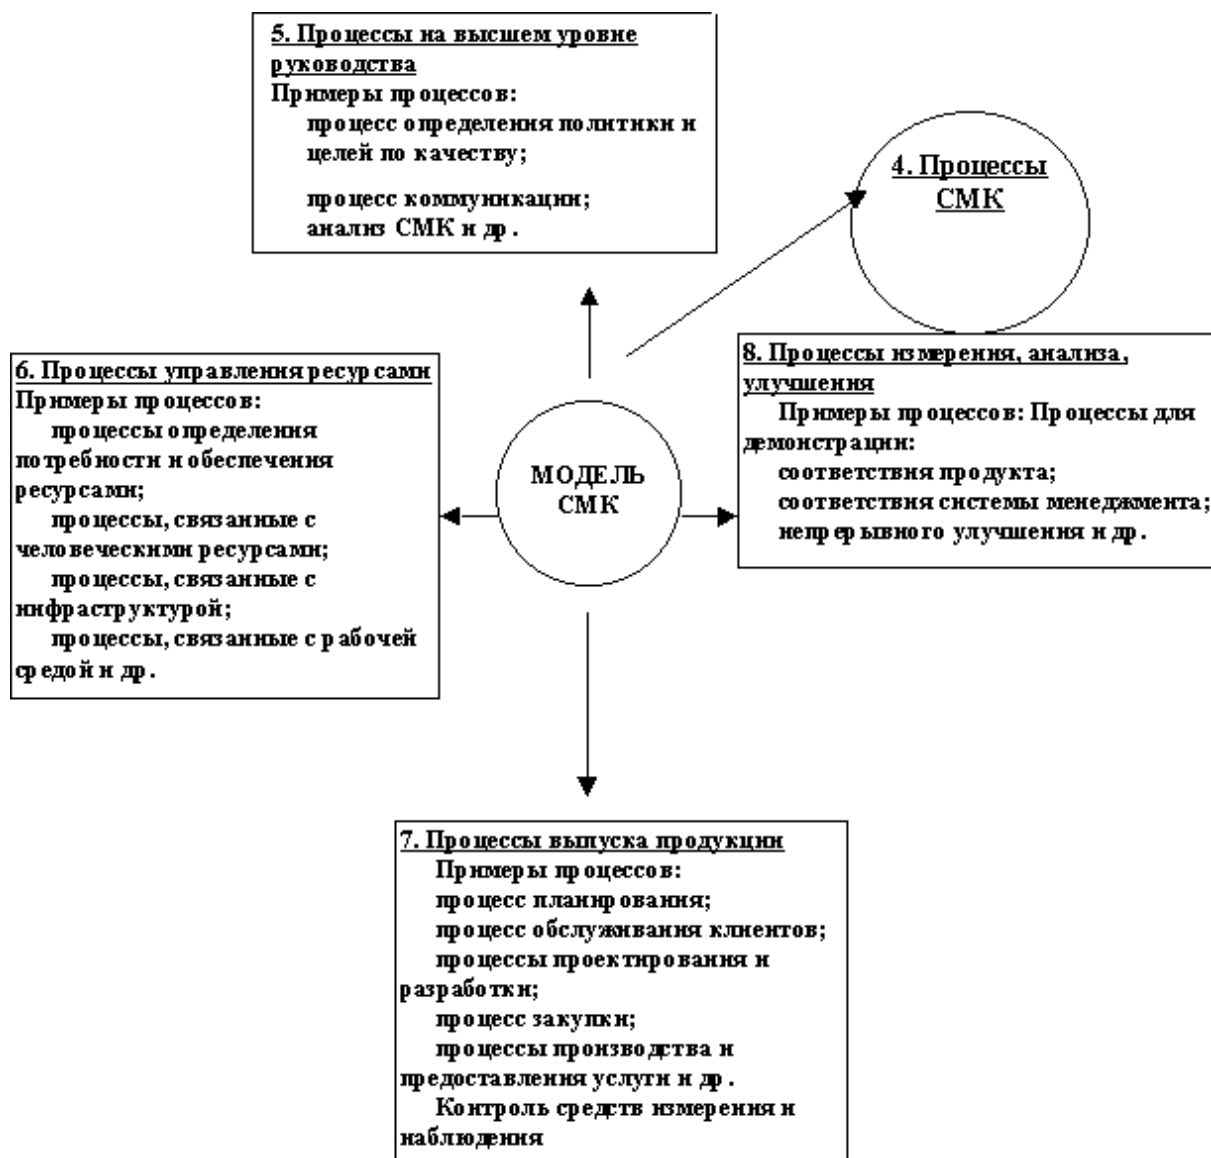 5. Процессы на высшем уровне
руководства
Примеры процессов:
процесс определения политики и
целей по качеству;
процесс коммуникации;
анализ СМК и др.
4. Процессы
СМК
6. Процессы управления ресурсами
Примеры процессов:
процессы определения
потребности и обеспечения
ресурсами;
процессы, связанные с
человеческими ресурсами;
процессы, связанные с
инфраструктурой;
процессы, связанные с рабочей
средой и др.
МОДЕЛЬ
СМК
8. Процессы измерения, анализа,
улучшения
Примеры процессов: Процессы для
демонстрации:
соответствия продукта;
соответствия системы менеджмента;
непрерывного улучшения и др.
7. Процессы выпуска продукции
Примеры процессов:
процесс планирования;
процесс обслуживания клиентов;
процессы проектирования и
разработки;
процесс закупки;
процессы производства и
предоставления услуги и др.
Контроль средств измерения и
наблюдения